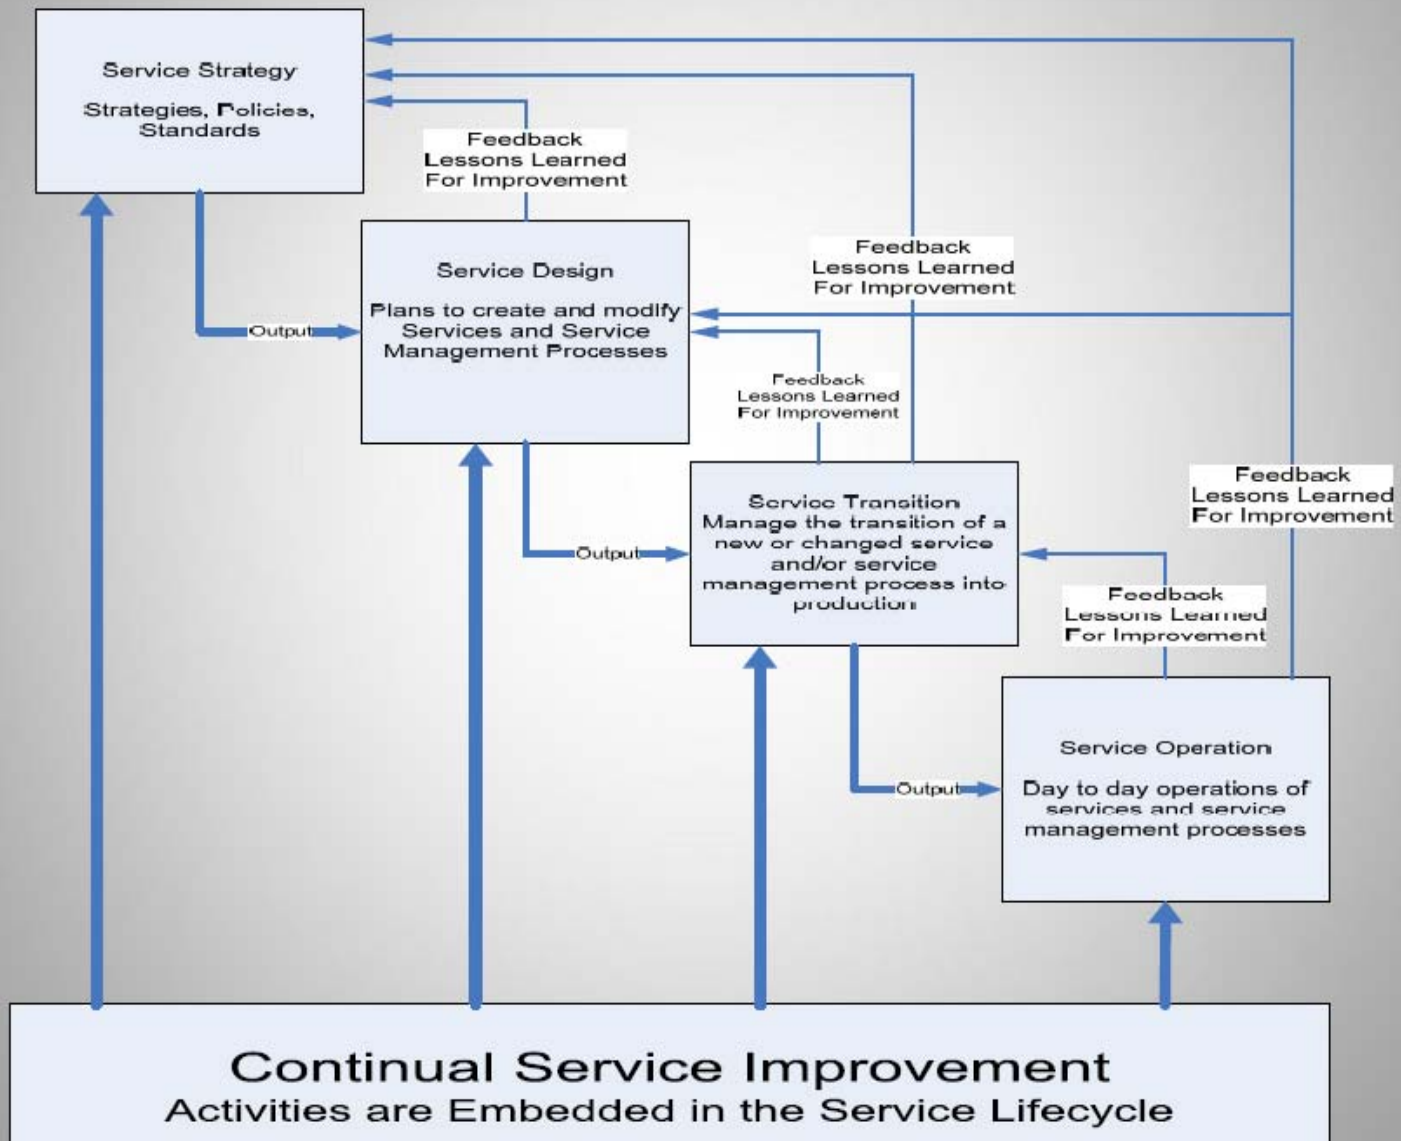 Service Strategy
Strategies, Policies,
Standards
Feedback
Lessons Learned
For Improvement
Service Design
Plans to create and modify
Services and Service
Management Processes
Output
Feedback
Lessons Learned
For Improvement
Feedback
Lessons Learned
For Improvement
Service Transition
Manage the transition of a
new or changed service
and/or service
management process into
production
Output
Feedback
Lessons Learned
For Improvement
Feedback
Lessons Learned
For Improvement
Service Operation
Day to day operations of
services and service
management processes
Output
Continual Service Improvement
Activities are Embedded in the Service Lifecycle